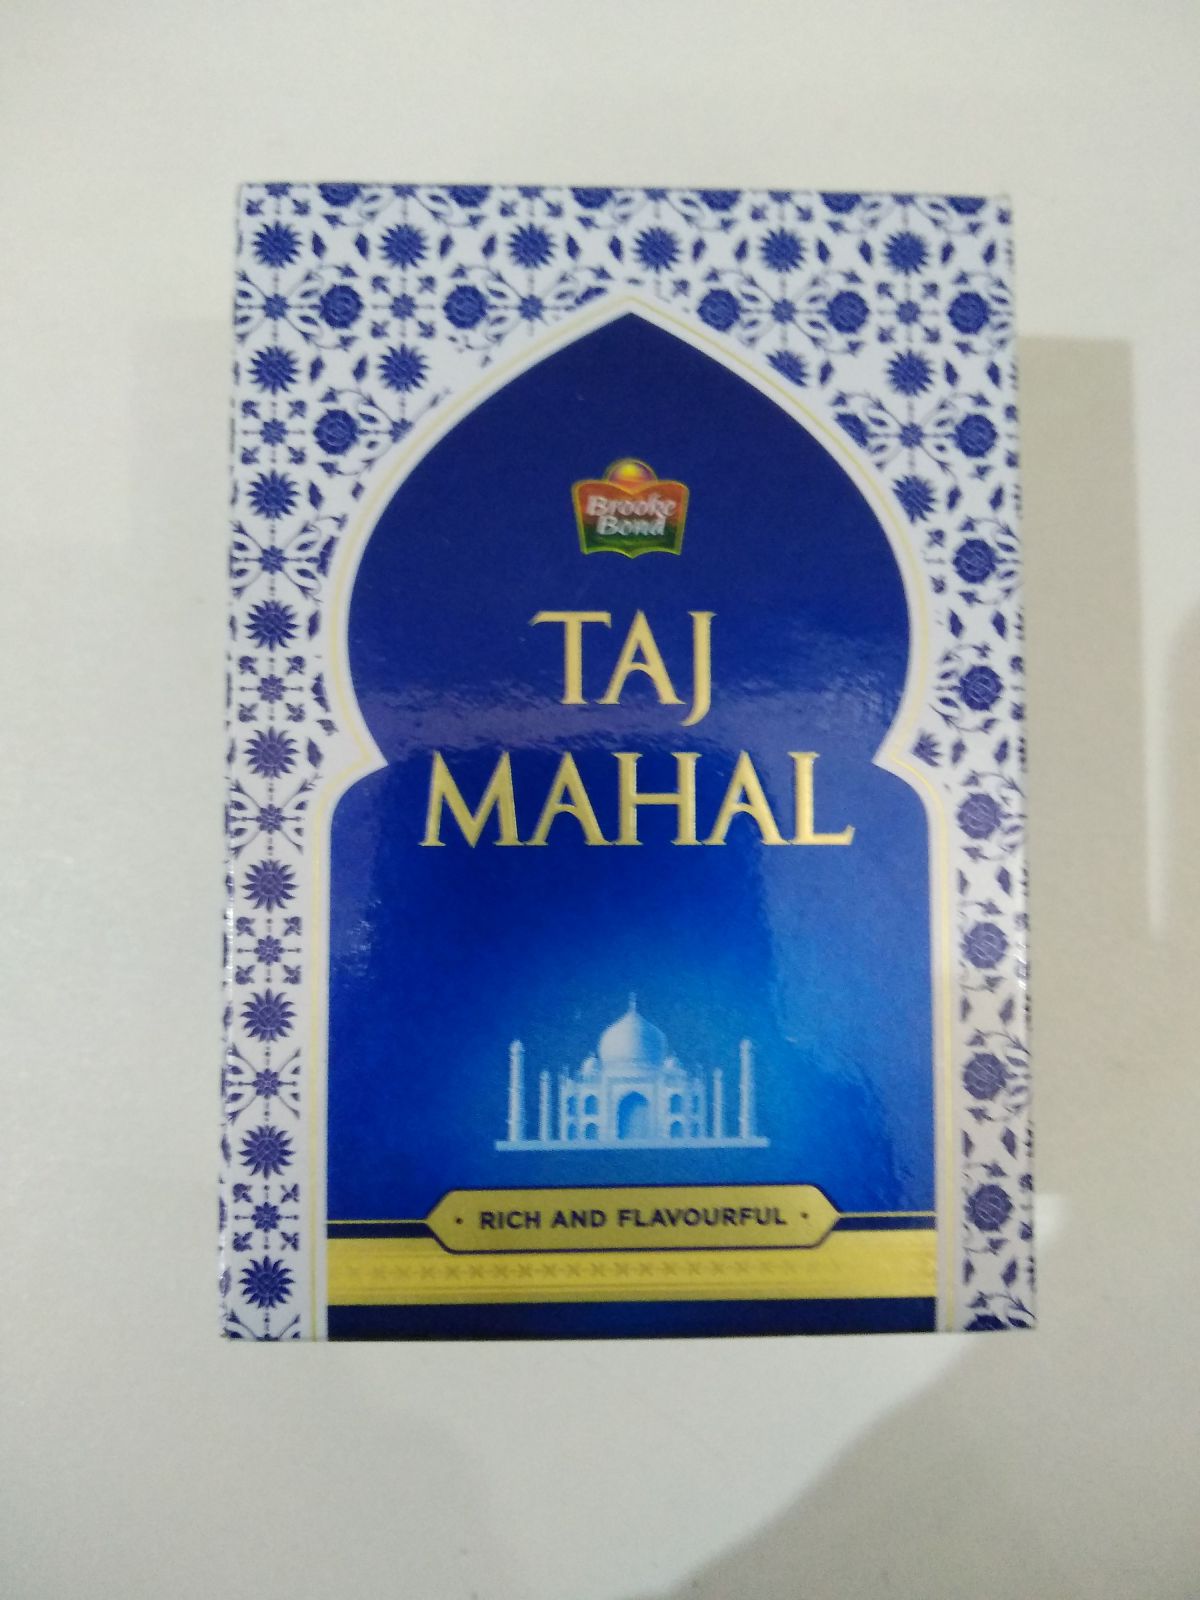 Brooke
Bond
TAJ
MAHAL
RICH AND FLAVOURFUL